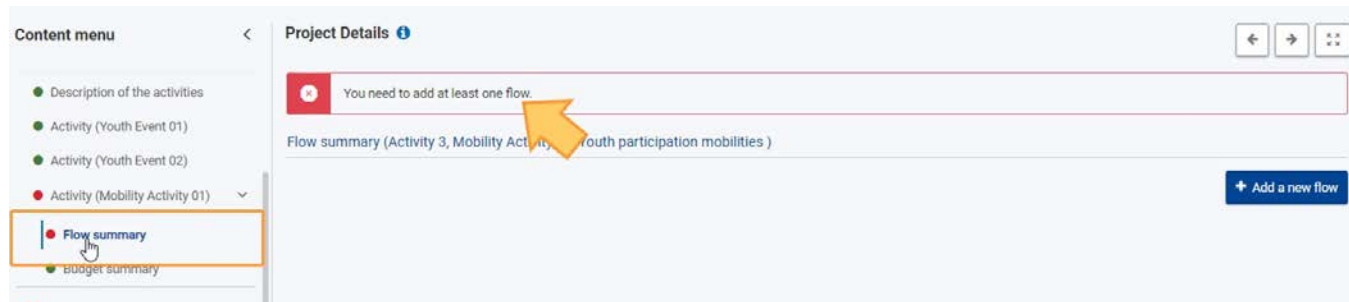 Content menu
Project Details
Description of the activities
You need to add at least one flow.
Activity (Youth Event 01)
Flow summary (Activity 3, Mobility Youth participation mobilities )
Activity (Youth Event 02)
Activity (Mobility Activity 01)
+ Add a new flow
Flow summary
Budget summary